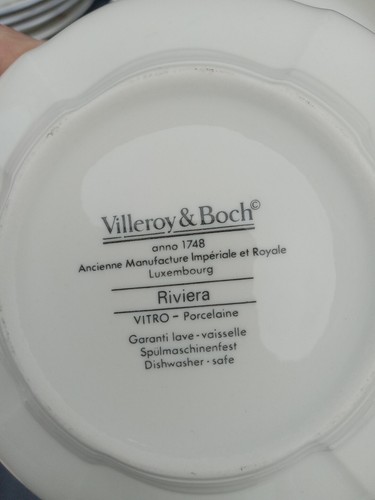 Villeroy & Boch©
anno 1748
Ancienne Manufacture Impériale et Royale
Luxembourg
Riviera
VITRO - Porcelaine
Garanti lave-vaisselle
Spülmaschinenfest
Dishwasher-safe